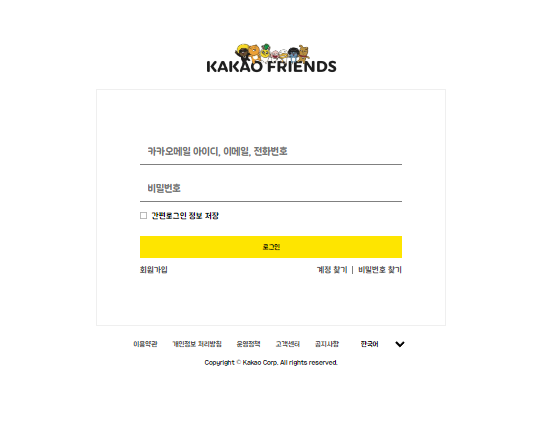 KAKAO FRIENDS
카카오메일 아이디, 이메일, 전화번호
비밀번호
간편로그인 정보 저장
로그인
회원가입 계정 찾기 | 비밀번호 찾기
이용약관 개인정보 처리방침 운영정책 고객센터 공지사항 한국어
Copyright © Kakao Corp. All rights reserved.